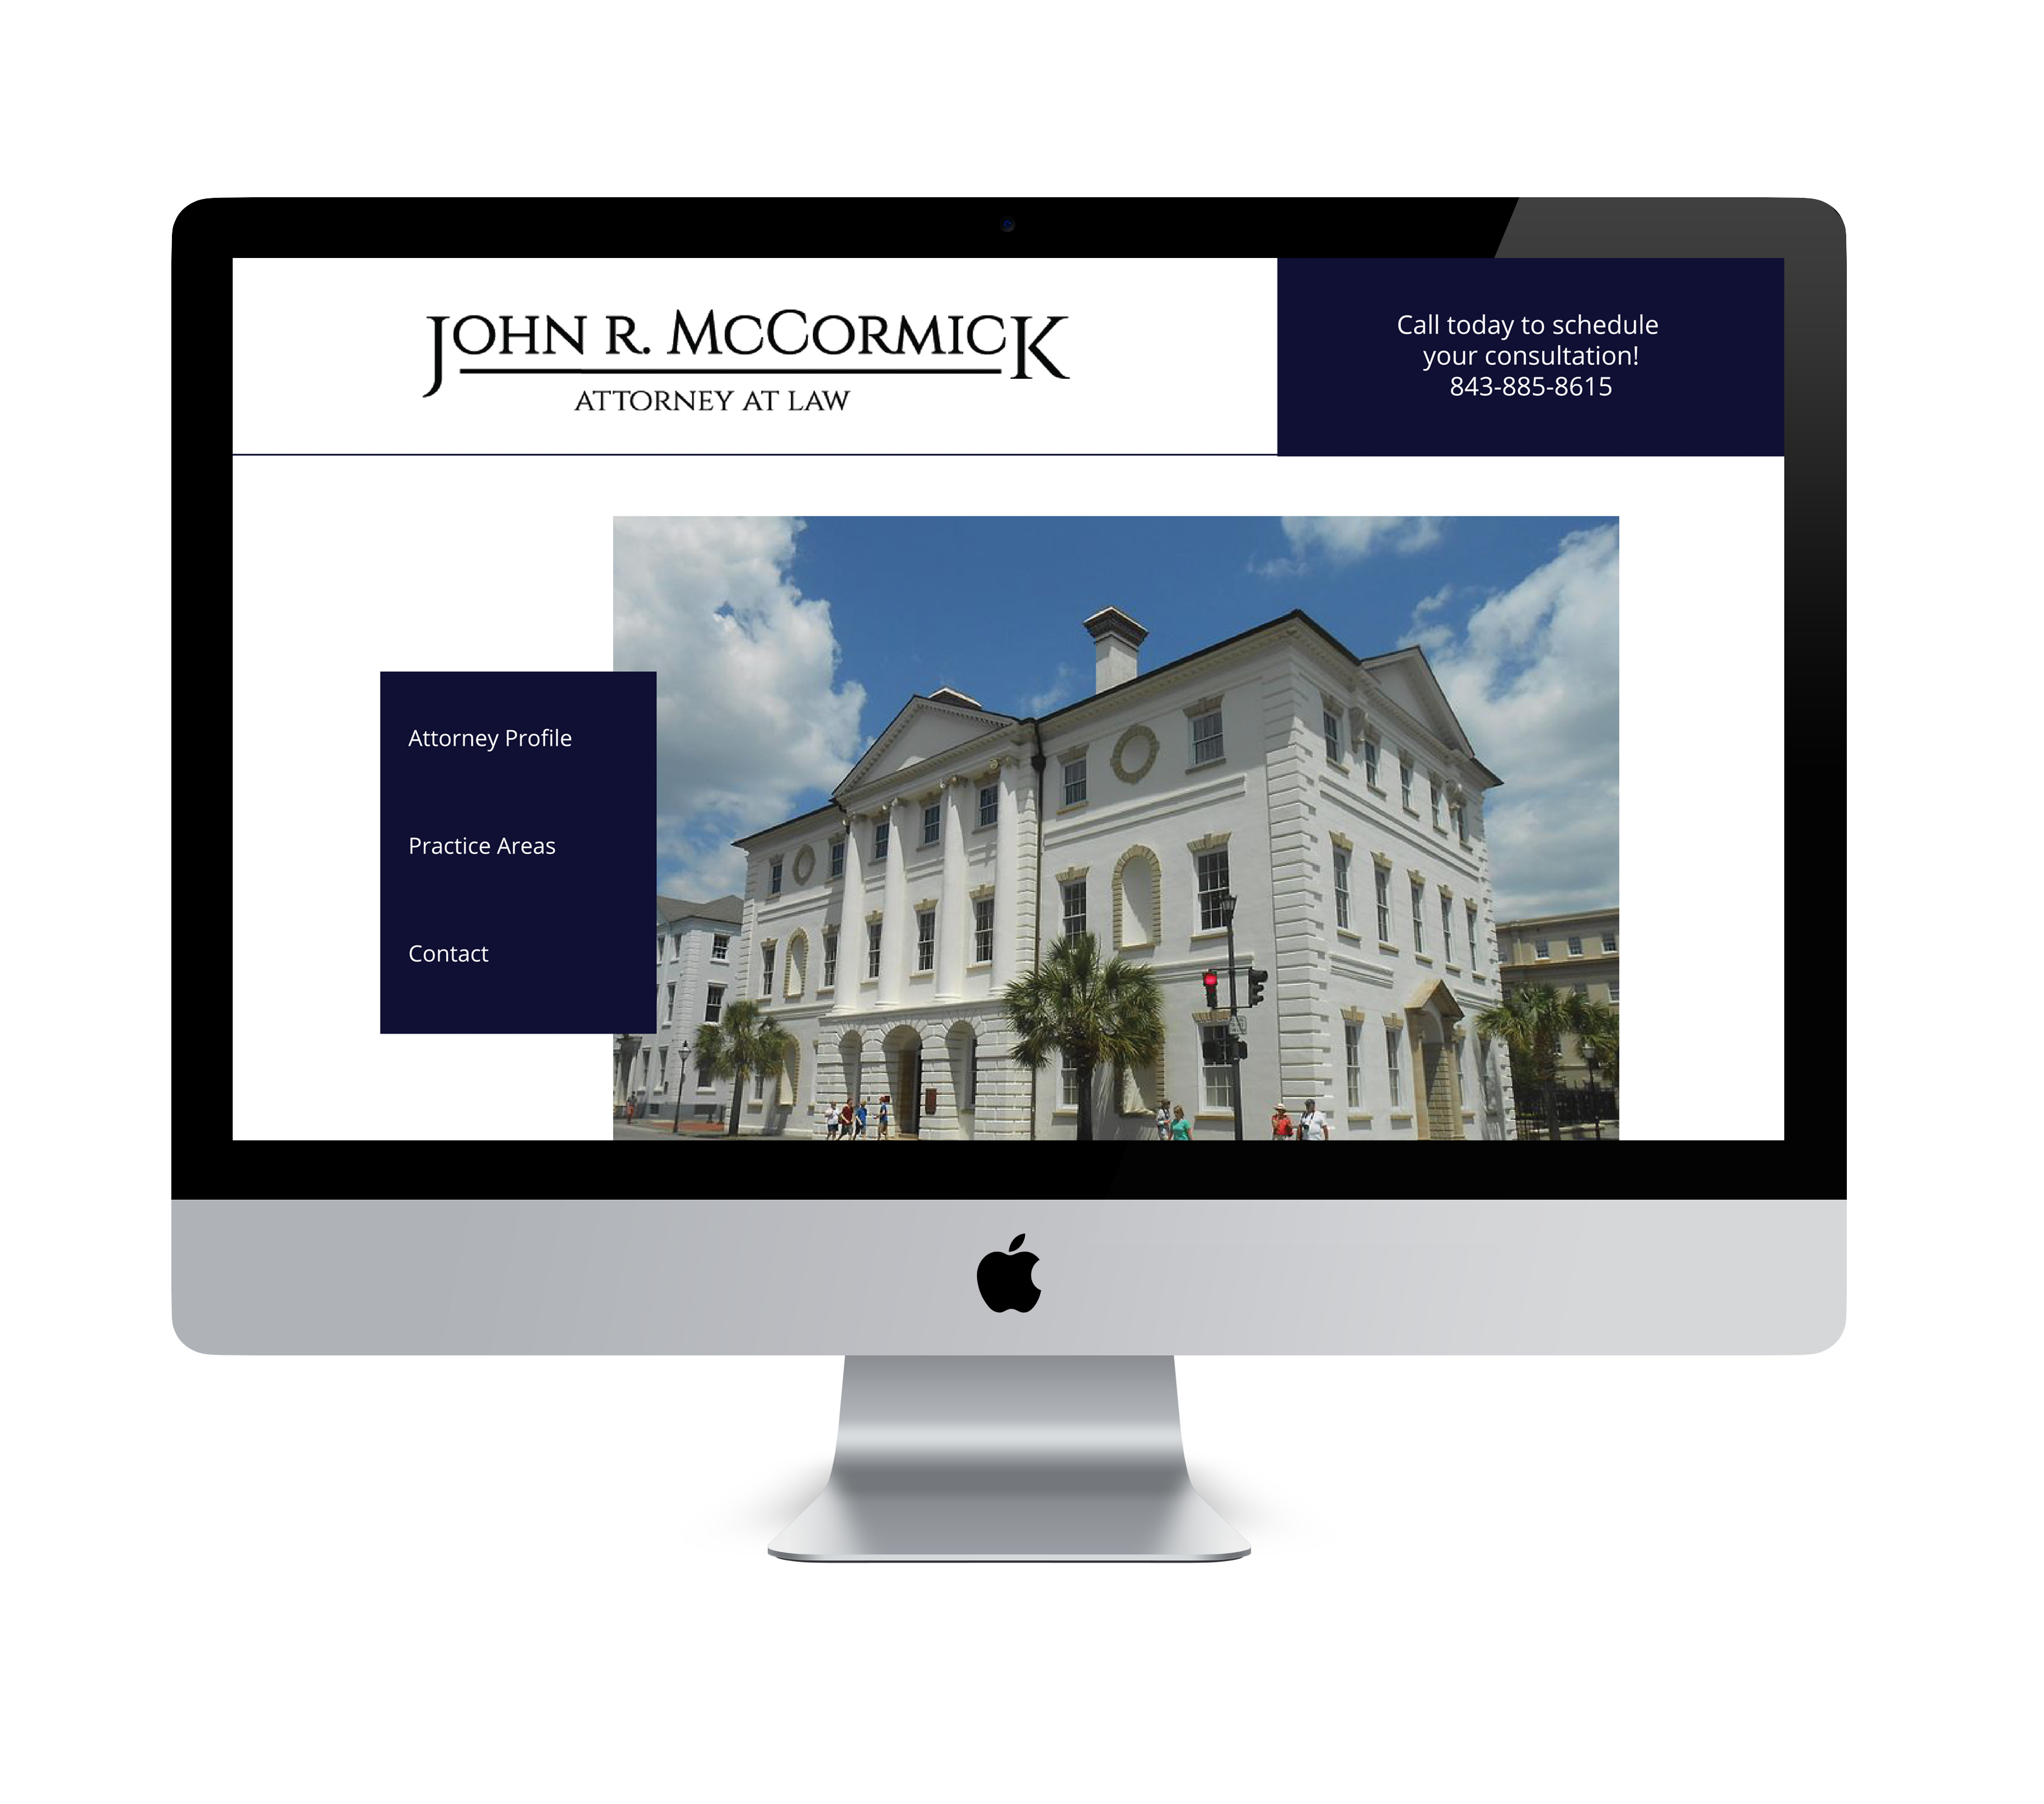 JOHN R. MCCORMICK
ATTORNEY AT LAW
Call today to schedule
your consultation!
843-885-8615
Attorney Profile
Practice Areas
Contact